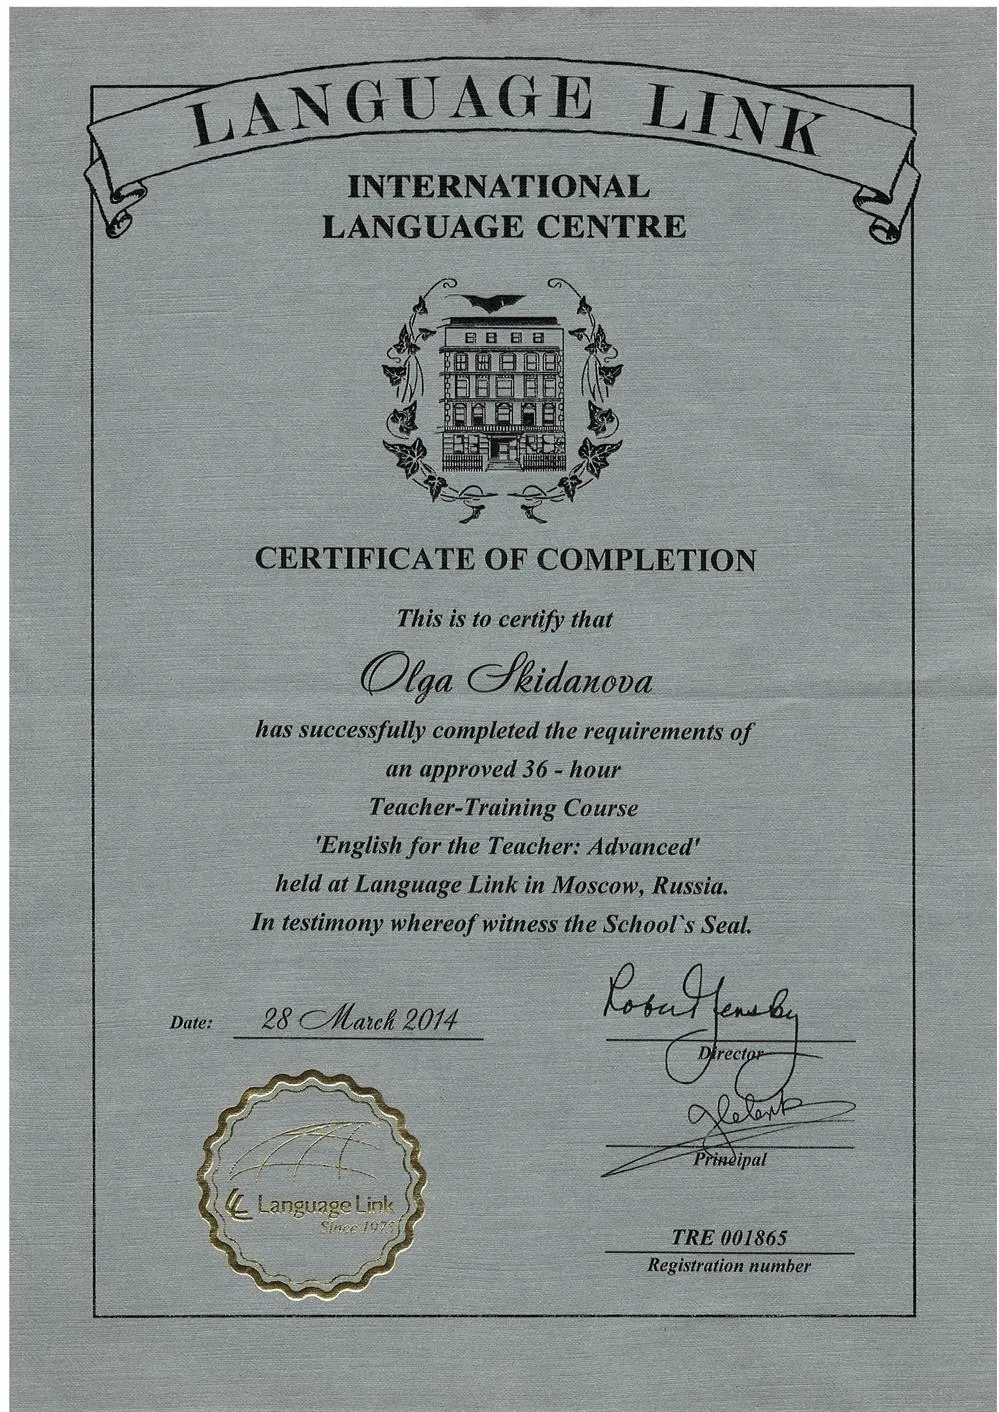 LANGUAGE LINK
INTERNATIONAL
LANGUAGE CENTRE
CERTIFICATE OF COMPLETION
This is to certify that
Olga Skidanova
has successfully completed the requirements of
an approved 36 - hour
Teacher-Training Course
'English for the Teacher: Advanced'
held at Language Link in Moscow, Russia.
In testimony whereof witness the School`s Seal.
Date: 28 March 2014
Director
Principal
LL Language Link
Since 1975
TRE 001865
Registration number